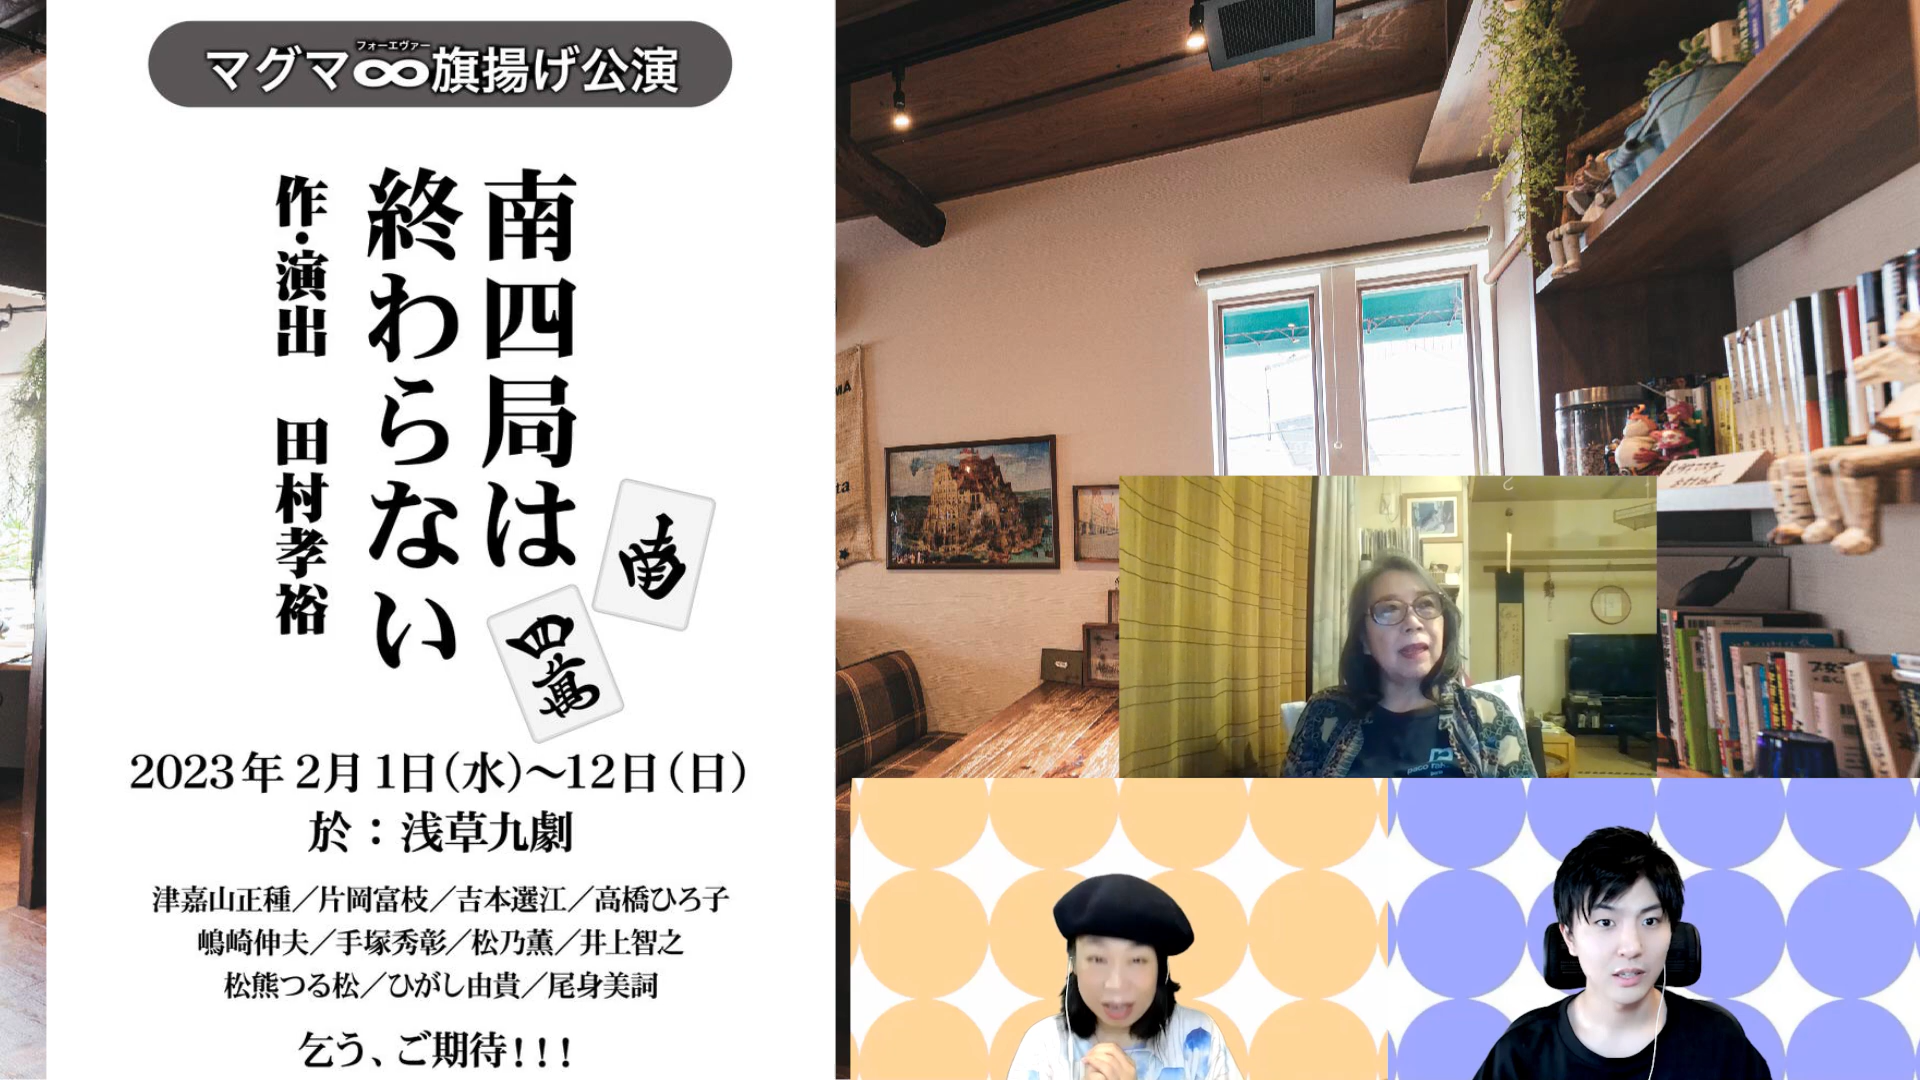 マグマ∞旗揚げ公演
フォーエヴァー
南四局は
終わらない
作・演出 田村孝裕
南
四萬
2023年2月1日(水)〜12日(日)
於:浅草九劇
津嘉山正種/片岡富枝/吉本選江/高橋ひろ子
嶋崎伸夫/手塚秀彰/松乃薫/井上智之
松熊つる松/ひがし由貴/尾身美詞
乞う、ご期待!!!